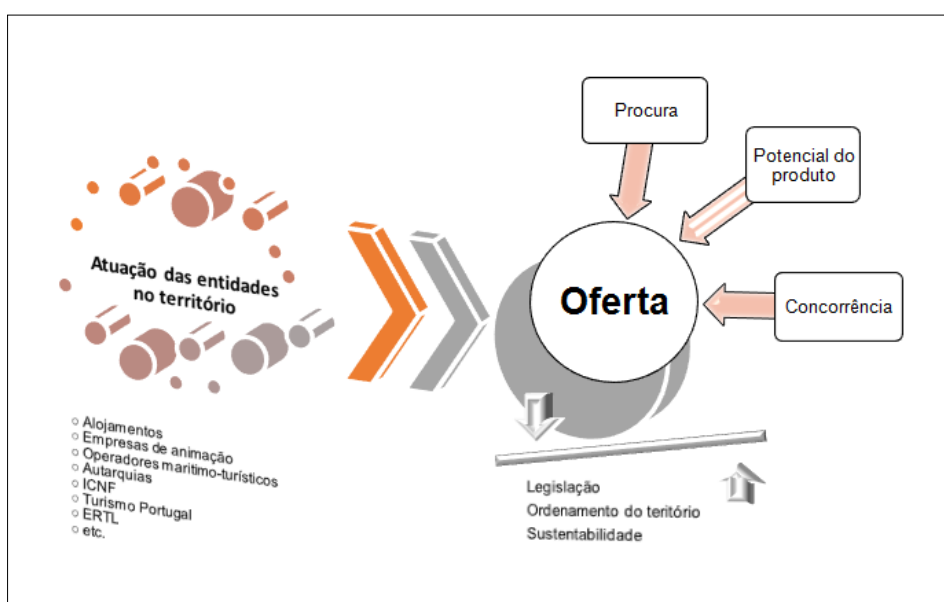 Procura
Potencial do
produto
Atuação das entidades
no território
Oferta
Concorrência
○ Alojamentos
○ Empresas de animação
○ Operadores marítimo-turísticos
○ Autarquias
○ ICNF
○ Turismo Portugal
○ ERTL
○ etc.
Legislação
Ordenamento do teritório
Sustentabilidade